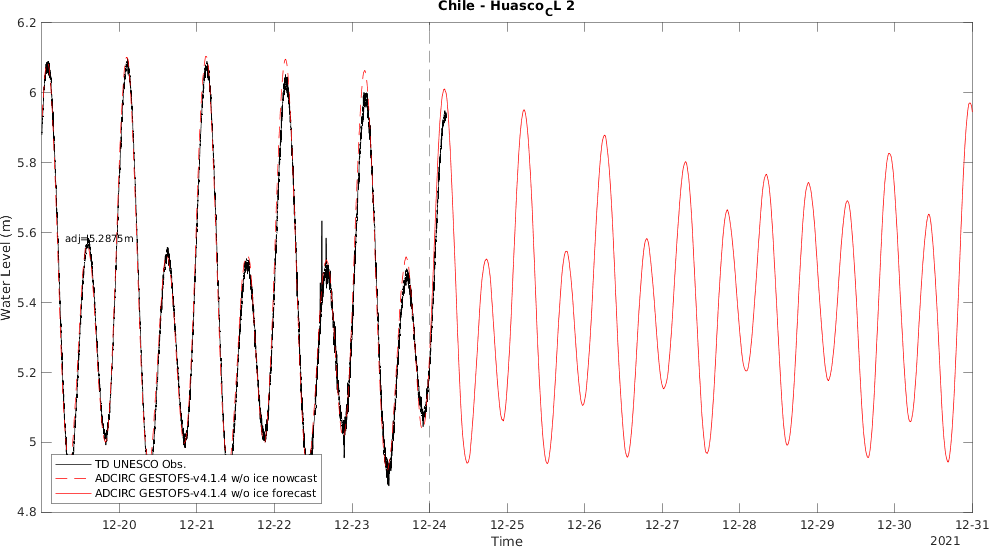 Chile - Huasco_CL 2
6.2
6
5.8
5.6
5.4
5.2
5
4.8
Water Level (m)
adj=5.2875m
TD UNESCO Obs.
ADCIRC GESTOFS-v4.1.4 w/o ice nowcast
ADCIRC GESTOFS-v4.1.4 w/o ice forecast
12-20 12-21 12-22 12-23 12-24 12-25 12-26 12-27 12-28 12-29 12-30 12-31
Time
2021